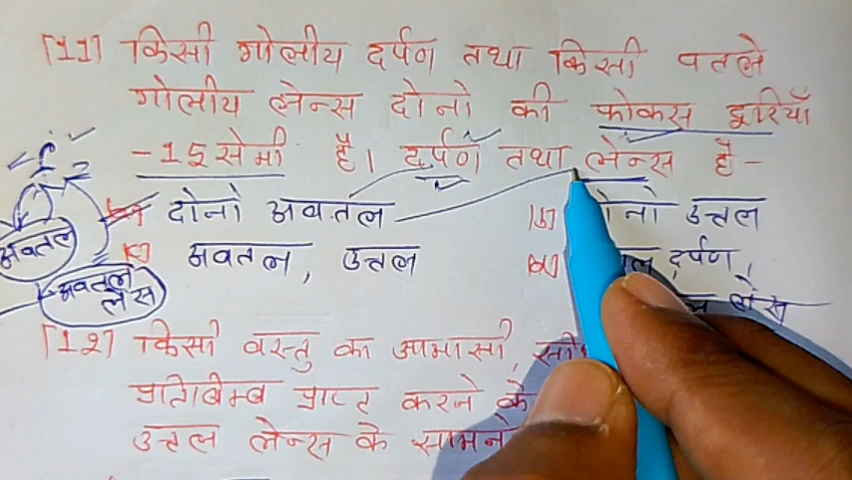 [11] किसी गोलीय दर्पण तथा किसी पतले
गोलीय लेन्स दोनो की फोकस दूरियाँ
-15 सेमी है। दर्पण तथा लेन्स है -
दोनो अवतल
दोनो उत्तल
अवतल, उत्तल
दर्पण,
लेंस
अवतल
अवतल
लेंस
[12] किसी वस्तु का आभासी,
प्रतिबिम्ब प्राप्त करने के
उत्तल लेन्स के सामने